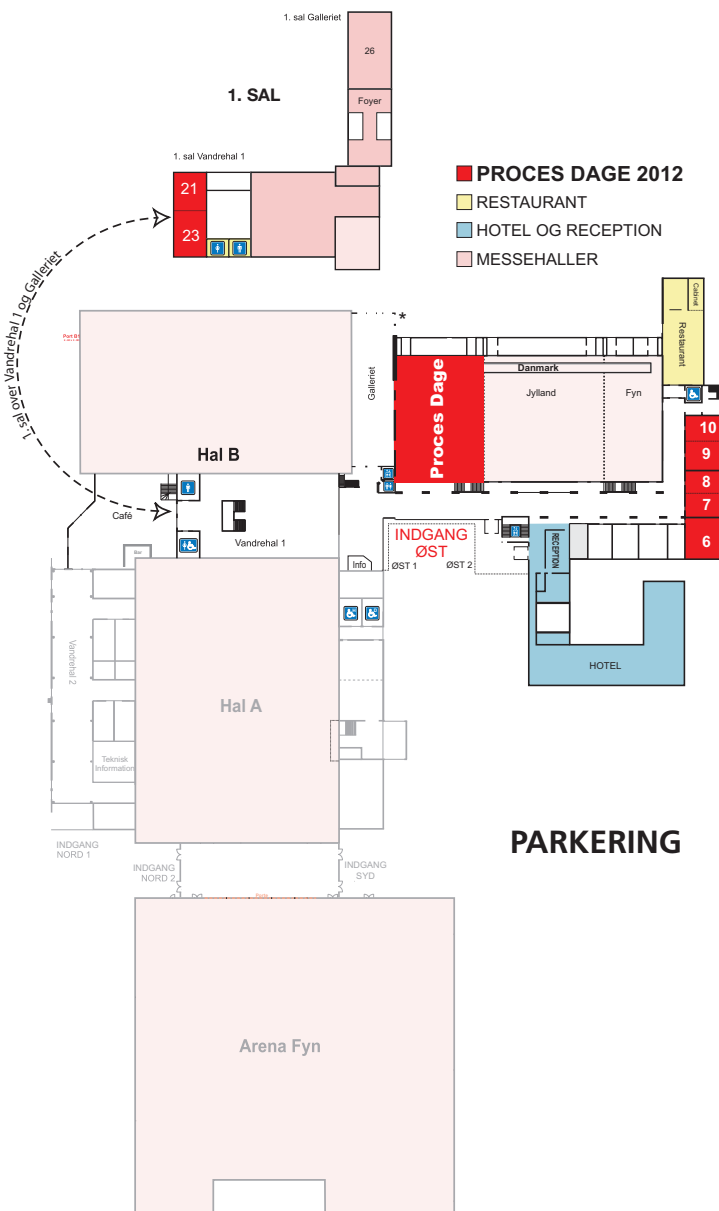 1. sal Galleriet
26
1. SAL
Foyer
1. sal Vandrehal 1
21
23
PROCES DAGE 2012
RESTAURANT
HOTEL OG RECEPTION
MESSEHALLER
1. sal over Vandrehal 1 og Galleriet
*
Cabinet
Restaurant
Galleriet
Proces Dage
Danmark
Jylland
Fyn
Hal B
10
9
8
7
6
Café
Vandrehal 1
Bar
Info
INDGANG
ØST
ØST 1
ØST 2
RECEPTION
HOTEL
Vandrehal 2
Hal A
Teknisk
Information
INDGANG
NORD 1
INDGANG
NORD 2
INDGANG
SYD
PARKERING
Arena Fyn